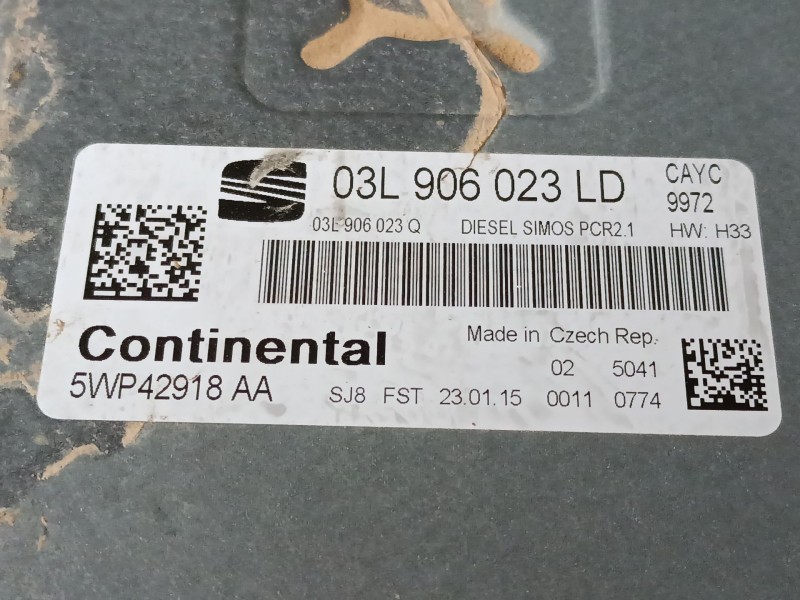 03L 906 023 LD CAYC
9972
03L 906 023 Q DIESEL SIMOS PCR2.1 HW: H33
Continental Made in Czech Rep.
02 5041
5WP42918 AA SJ8 FST 23.01.15 0011 0774